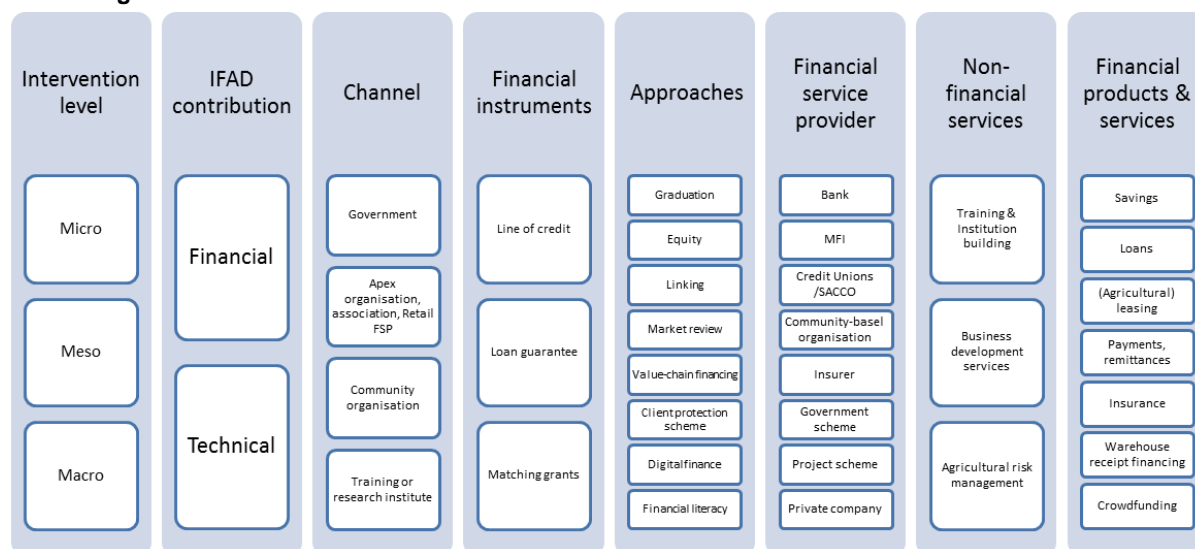 Intervention
level
Micro
Meso
Macro
IFAD
contribution
Financial
Technical
Channel
Government
Apex
organisation,
association, Retail
FSP
Community
organisation
Training or
research institute
Financial
instruments
Line of credit
Loan guarantee
Matching grants
Approaches
Graduation
Equity
Linking
Market review
Value-chain financing
Client protection
scheme
Digital finance
Financial literacy
Financial
service
provider
Bank
MFI
Credit Unions
/SACCO
Community-basel
organisation
Insurer
Government
scheme
Project scheme
Private company
Non-
financial
services
Training &
Institution
building
Business
development
services
Agricultural risk
management
Financial
products &
services
Savings
Loans
(Agricultural)
leasing
Payments,
remittances
Insurance
Warehouse
receipt financing
Crowdfunding